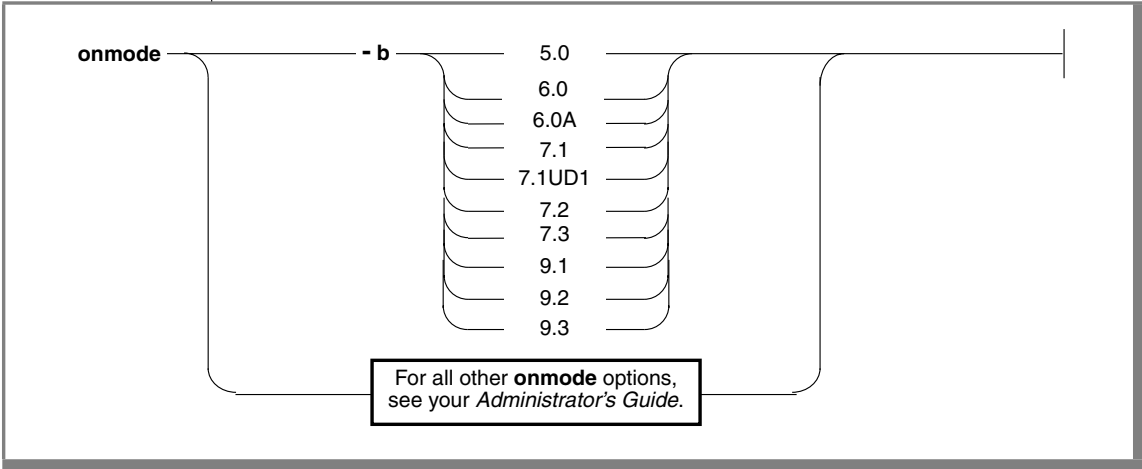 onmode - b 5.0
6.0
6.0A
7.1
7.1UD1
7.2
7.3
9.1
9.2
9.3
For all other onmode options,
see your Administrator's Guide.